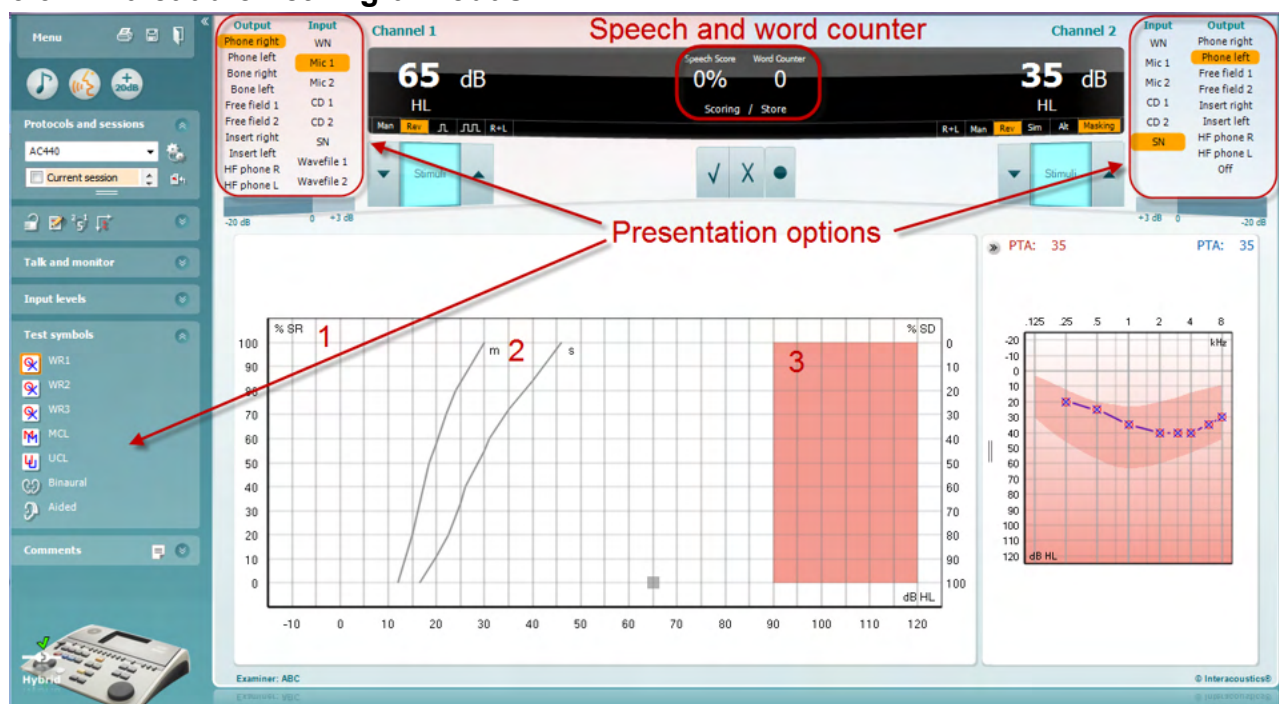 Output Input
Phone right WN
Phone left Mic 1
Bone right Mic 2
Bone left
Free field 1 CD 1
Free field 2 CD 2
Insert right SN
Insert left
HF phone R Wavefile 1
HF phone L Wavefile 2
Menu
20dB
Protocols and sessions
AC440
Current session
Talk and monitor
Input levels
Test symbols
WR1
WR2
WR3
MCL
UCL
Binaural
Aided
Comments
Hybrid
Channel 1
Speech and word counter
Channel 2
65 dB
HL
Speech Score Word Counter
0% 0
Scoring / Store
35 dB
HL
Man Rev R+L
R+L Man Rev Sim Alt Masking
Stimuli
Stimuli
Input Output
WN Phone right
Mic 1 Phone left
Mic 2 Free field 1
Free field 2
CD 1 Insert right
CD 2 Insert left
SN HF phone R
HF phone L
Off
-20 dB 0 +3 dB
+3 dB 0 -20 dB
Presentation options
% SR 1
m 2 s
3
% SD
100 90 80 70 60 50 40 30 20 10 0
0 10 20 30 40 50 60 70 80 90 100
dB HL
-10 0 10 20 30 40 50 60 70 80 90 100 110 120
PTA: 35 PTA: 35
.125 .25 .5 1 2 4 8
kHz
-20 -10 0 10 20 30 40 50 60 70 80 90 100 110 120
dB HL
Examiner: ABC
© Interacoustics®